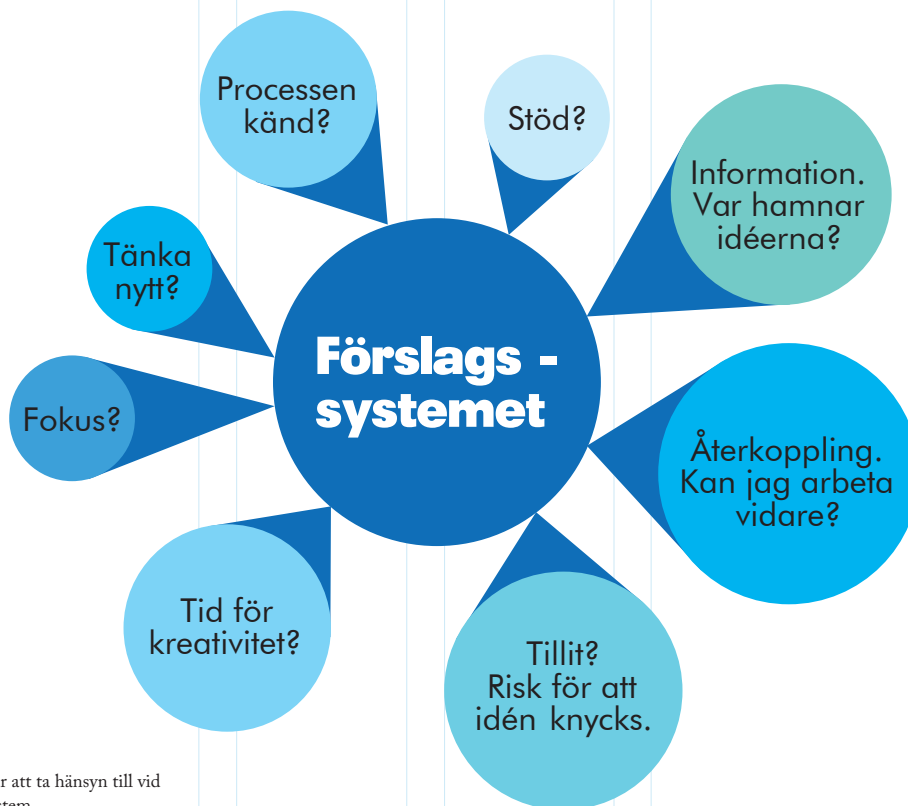 Processen
känd?
Stöd?
Information.
Var hamnar
idéerna?
Tänka
nytt?
Förslags -
systemet
Fokus?
Återkoppling.
Kan jag arbeta
vidare?
Tid för
kreativitet?
Tillit?
Risk för att
idén knycks.
att ta hänsyn till vid